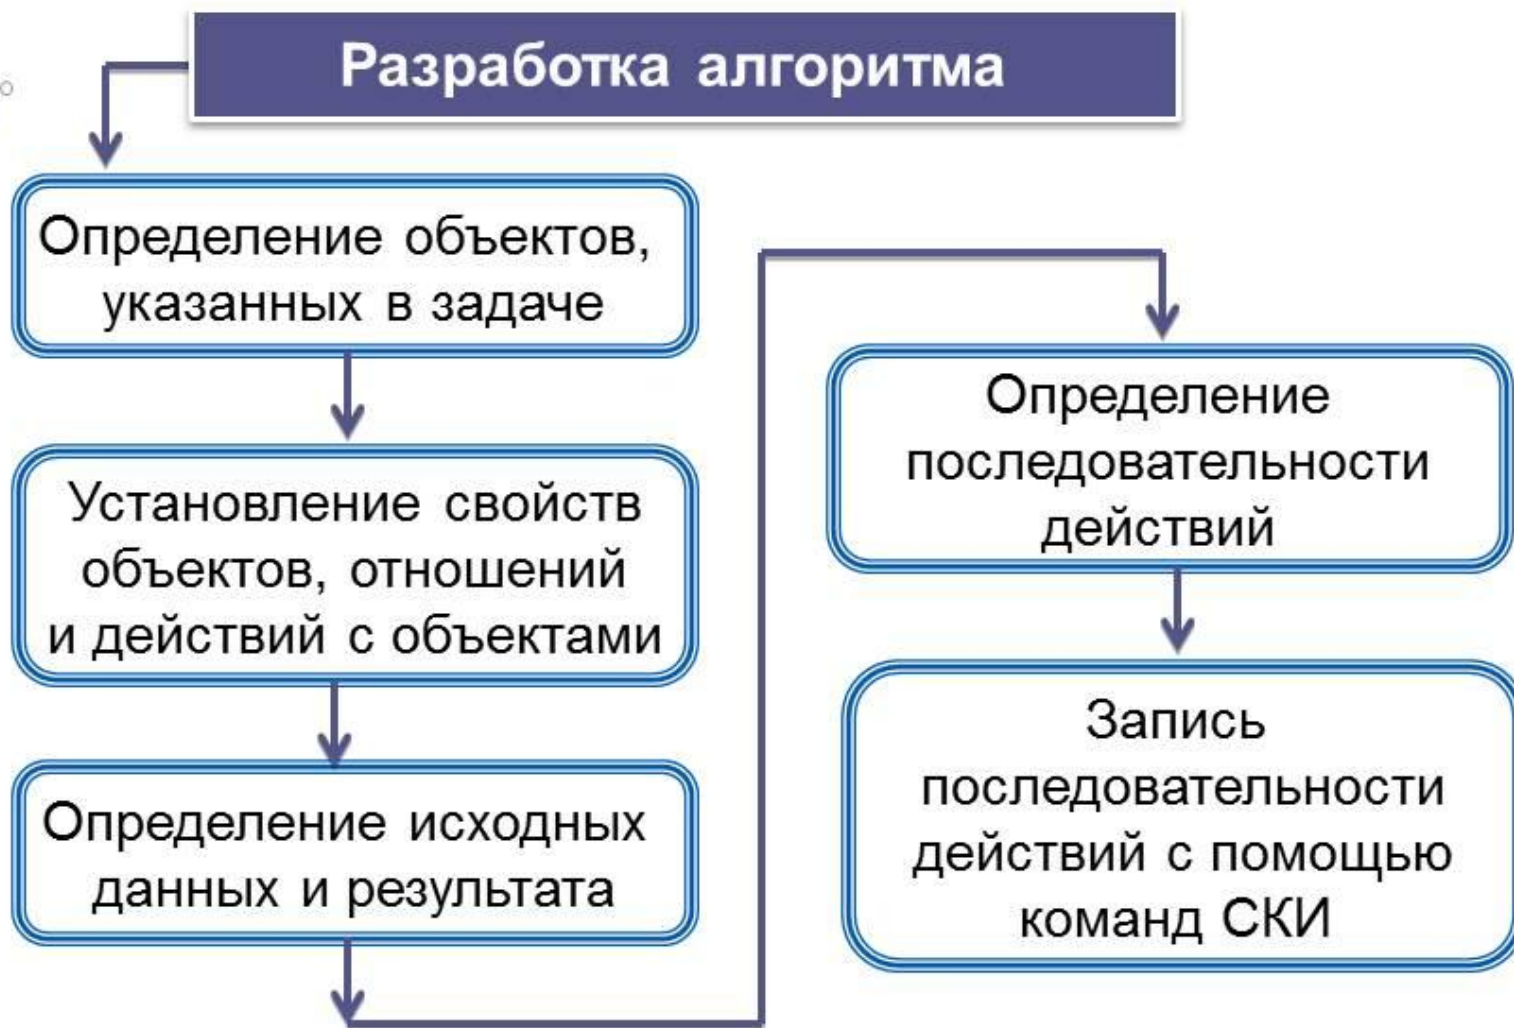 Разработка алгоритма
Определение объектов,
указанных в задаче
Установление свойств
объектов, отношений
и действий с объектами
Определение исходных
данных и результата
Определение
последовательности
действий
Запись
последовательности
действий с помощью
команд СКИ